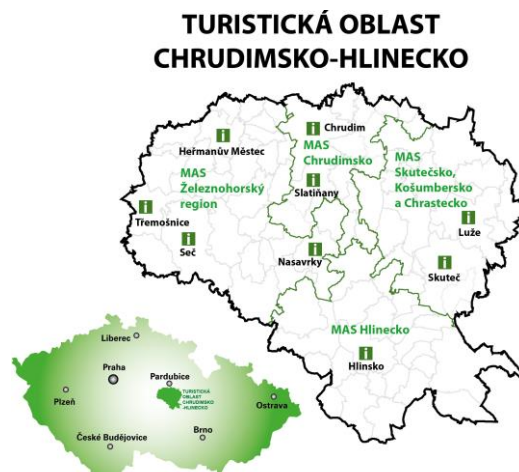 TURISTICKÁ OBLAST
CHRUDIMSKO-HLINECKO
Chrudim
Heřmanův Městec
MAS
Chrudimsko
MAS
Skutečsko,
Košumbersko
a Chrastecko
MAS
Železnohorský
region
Slatiňany
Třemošnice
Luže
Seč
Nasavrky
Skuteč
MAS Hlinecko
Hlinsko
Liberec
Praha
Pardubice
TURISTICKÁ
OBLAST
CHRUDIMSKO
-HLINECKO
Plzeň
Ostrava
České Budějovice
Brno